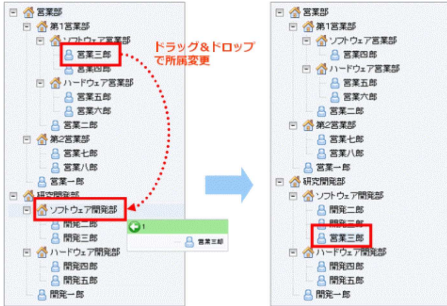 営業部
第1営業部
ソフトウェア営業部
営業三郎
営業四郎
ハードウェア営業部
営業五郎
営業六郎
営業二郎
第2営業部
営業七郎
営業八郎
営業一郎
研究開発部
ソフトウェア開発部
開発二郎
開発三郎
ハードウェア開発部
開発四郎
開発五郎
開発一郎
ドラッグ＆ドロップ
で所属変更
1
営業三郎
営業部
第1営業部
ソフトウェア営業部
営業四郎
ハードウェア営業部
営業五郎
営業六郎
営業二郎
第2営業部
営業七郎
営業八郎
営業一郎
研究開発部
ソフトウェア開発部
開発二郎
開発三郎
営業三郎
ハードウェア開発部
開発四郎
開発五郎
開発一郎